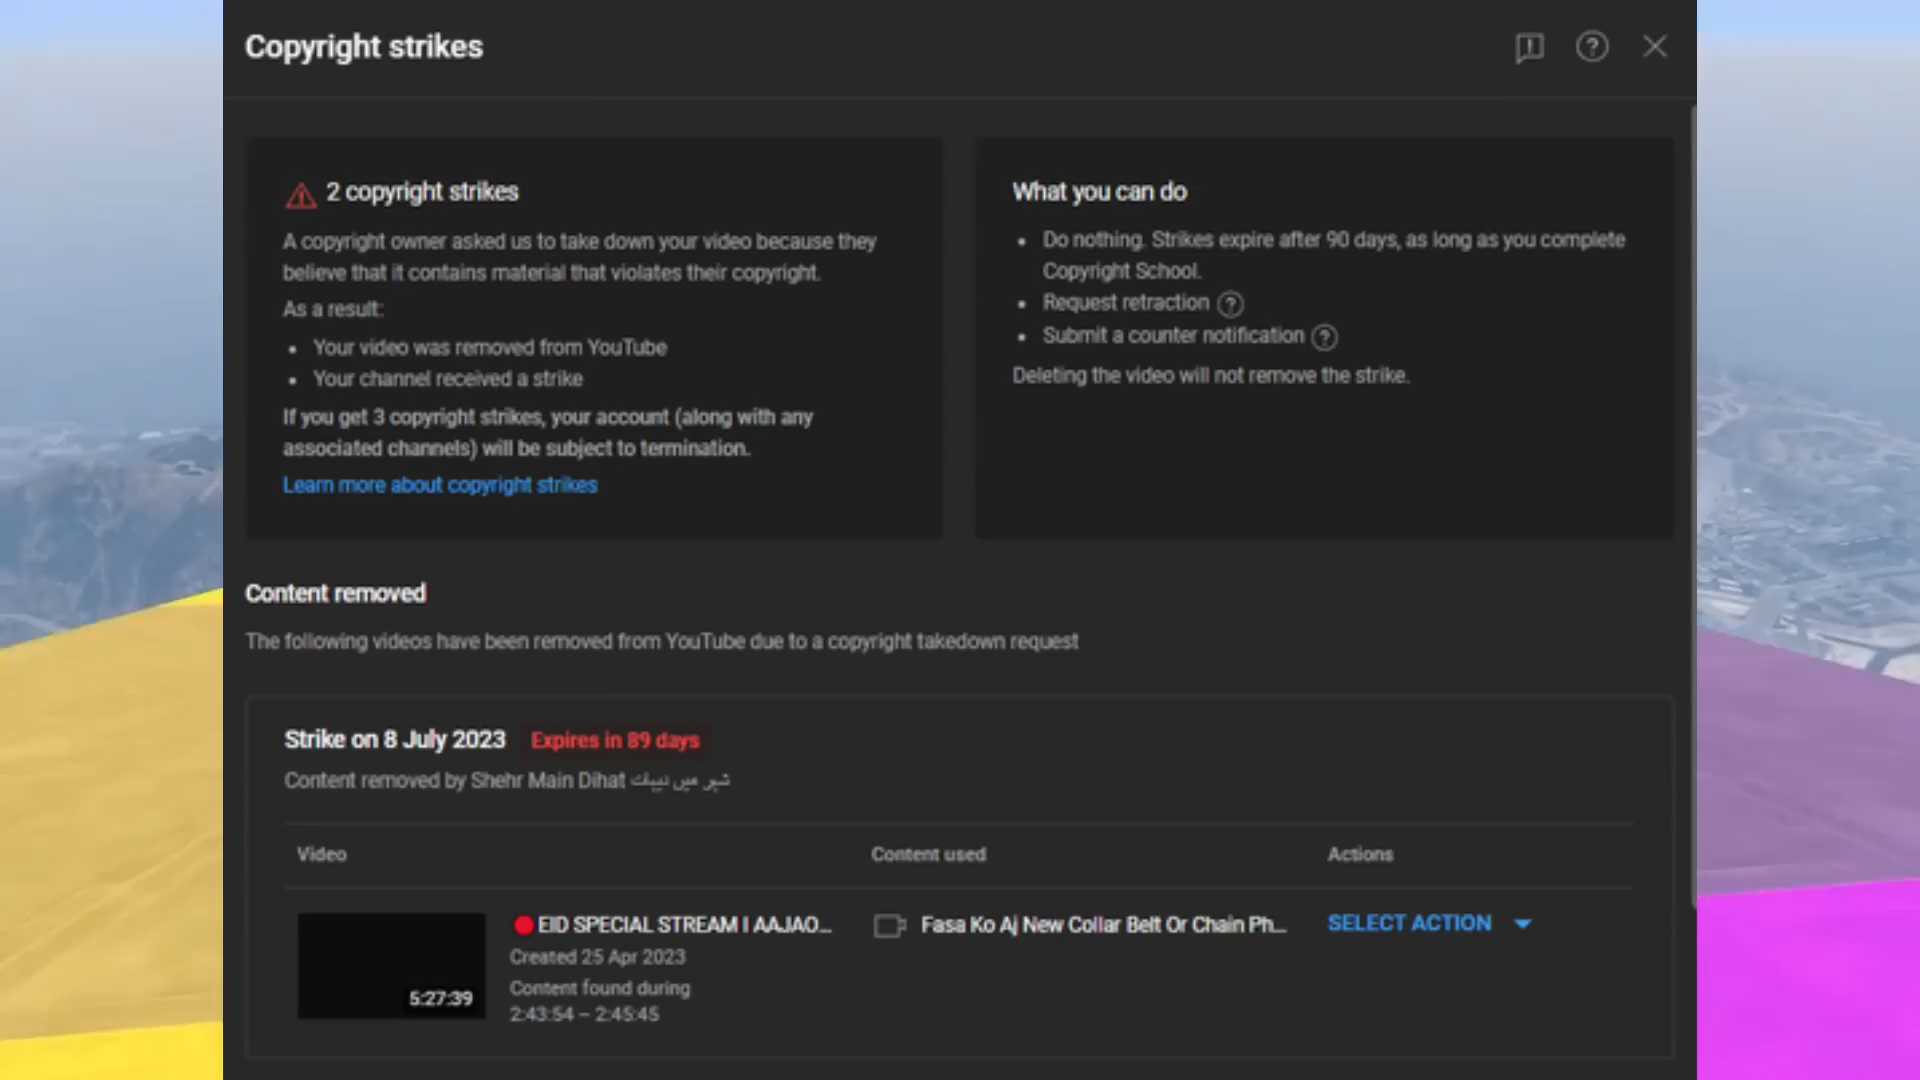 Copyright strikes
2 copyright strikes
A copyright owner asked us to take down your video because they
believe that it contains material that violates their copyright.
As a result:
• Your video was removed from YouTube
• Your channel received a strike
If you get 3 copyright strikes, your account (along with any
associated channels) will be subject to termination.
Learn more about copyright strikes
What you can do
• Do nothing. Strikes expire after 90 days, as long as you complete
Copyright School.
• Request retraction
• Submit a counter notification
Deleting the video will not remove the strike.
Content removed
The following videos have been removed from YouTube due to a copyright takedown request
Strike on 8 July 2023 Expires in 89 days
Content removed by Shehr Main Dihat شہر میں دیہات
Video Content used Actions
EID SPECIAL STREAM I AAJAO... Fasa Ko Aj New Collar Belt Or Chain Ph... SELECT ACTION
Created 25 Apr 2023
Content found during
2:43:54 – 2:45:45
5:27:39